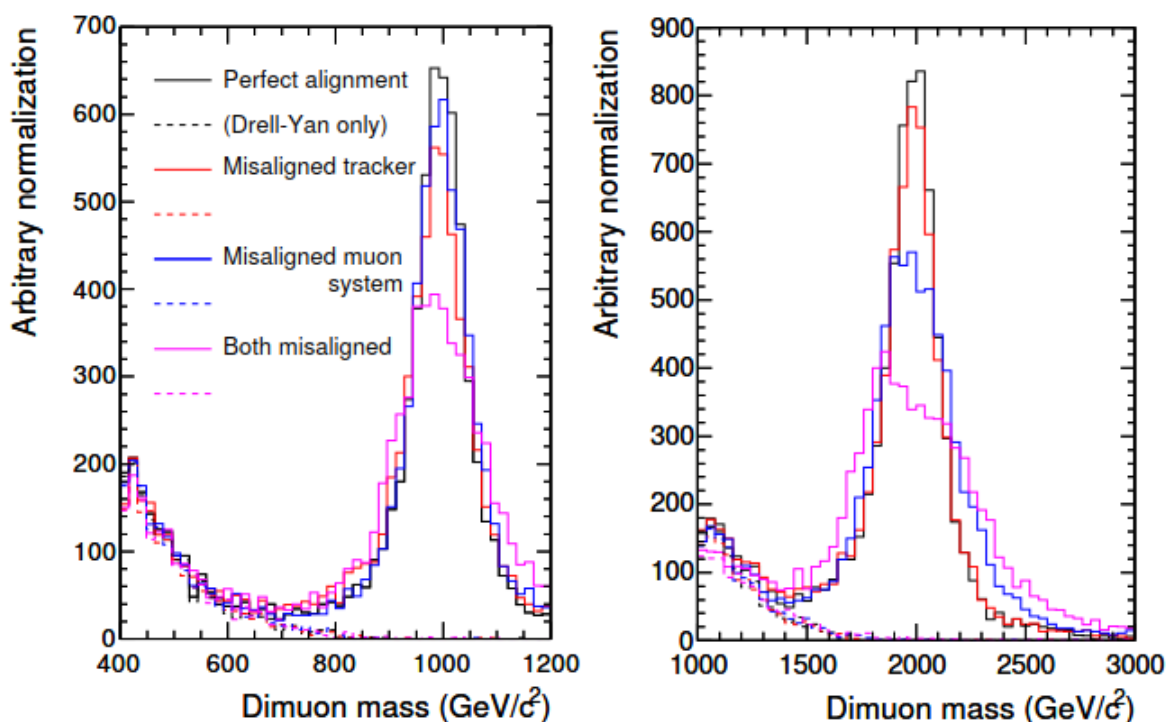 Arbitrary normalization
700
600
500
400
300
200
100
0
Perfect alignment
(Drell-Yan only)
Misaligned tracker
Misaligned muon
system
Both misaligned
400 600 800 1000 1200
Dimuon mass (GeV/c²)
Arbitrary normalization
900
800
700
600
500
400
300
200
100
0
1000 1500 2000 2500 3000
Dimuon mass (GeV/c²)